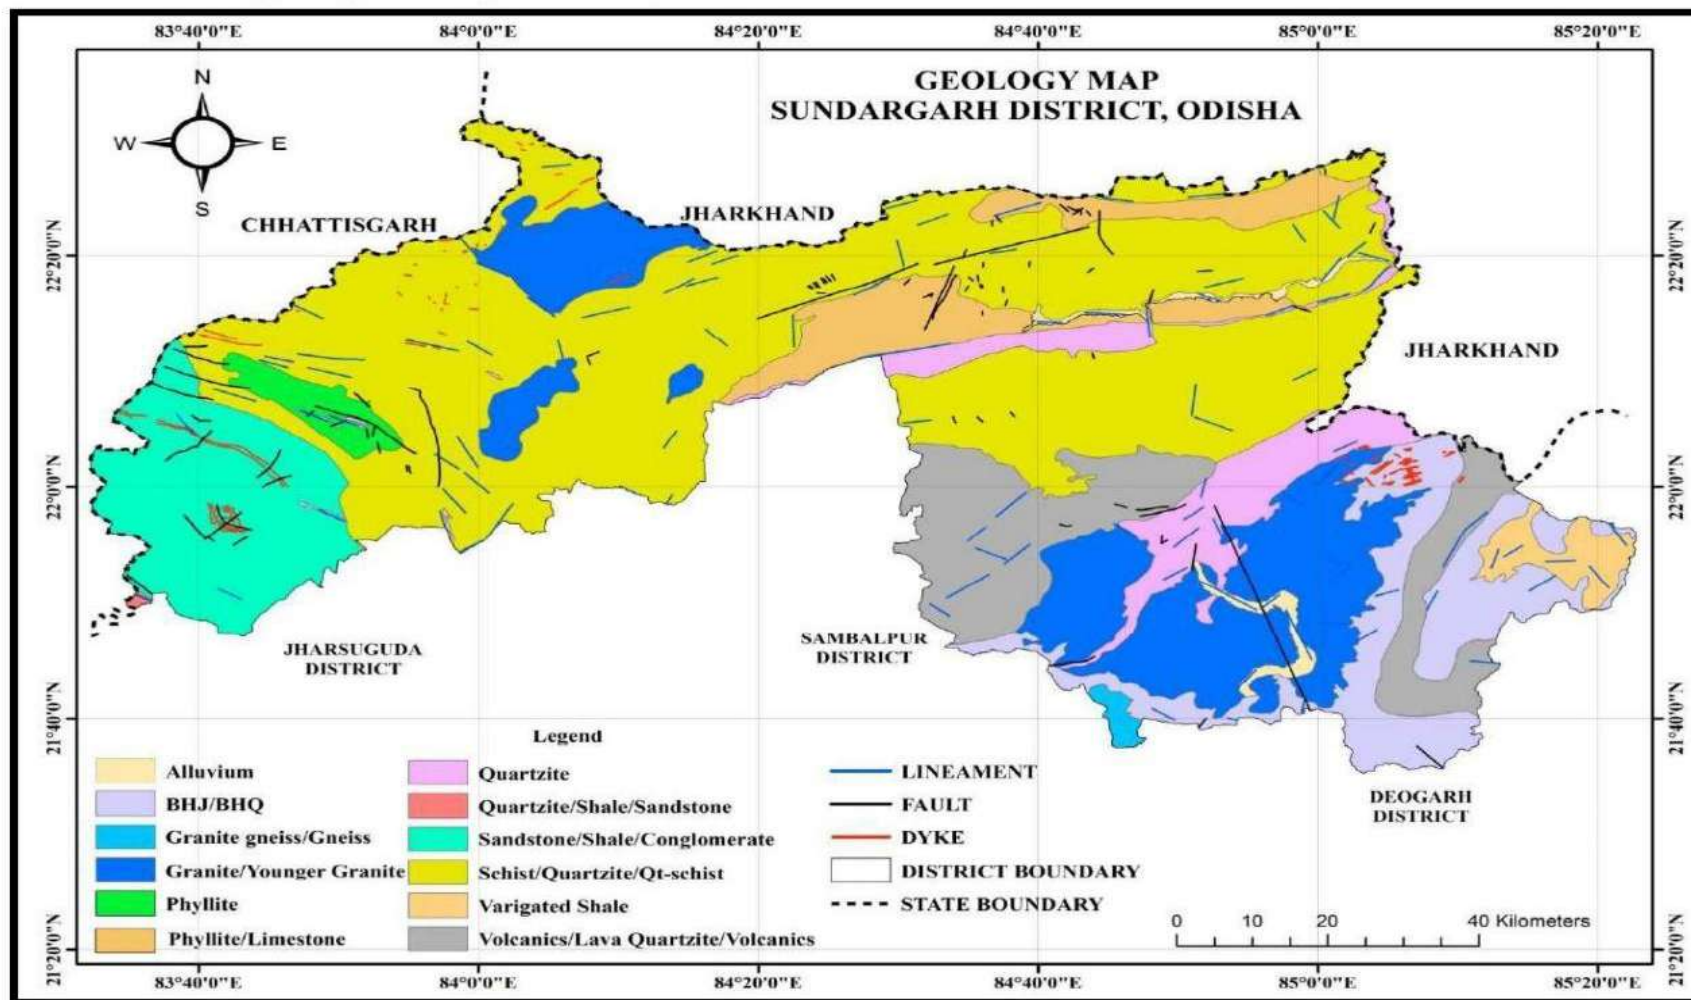 83°40'0"E 84°0'0"E 84°20'0"E 84°40'0"E 85°0'0"E 85°20'0"E
GEOLOGY MAP
SUNDARGARH DISTRICT, ODISHA
N
W E
S
CHHATTISGARH
JHARKHAND
22°20'0"N 22°20'0"N
JHARKHAND
22°0'0"N 22°0'0"N
JHARSUGUDA
DISTRICT
SAMBALPUR
DISTRICT
21°40'0"N 21°40'0"N
DEOGARH
DISTRICT
Legend
Alluvium
BHJ/BHQ
Granite gneiss/Gneiss
Granite/Younger Granite
Phyllite
Phyllite/Limestone
Quartzite
Quartzite/Shale/Sandstone
Sandstone/Shale/Conglomerate
Schist/Quartzite/Qt-schist
Varigated Shale
Volcanics/Lava Quartzite/Volcanics
LINEAMENT
FAULT
DYKE
DISTRICT BOUNDARY
STATE BOUNDARY
0 10 20 40 Kilometers
21°20'0"N 21°20'0"N
83°40'0"E 84°0'0"E 84°20'0"E 84°40'0"E 85°0'0"E 85°20'0"E